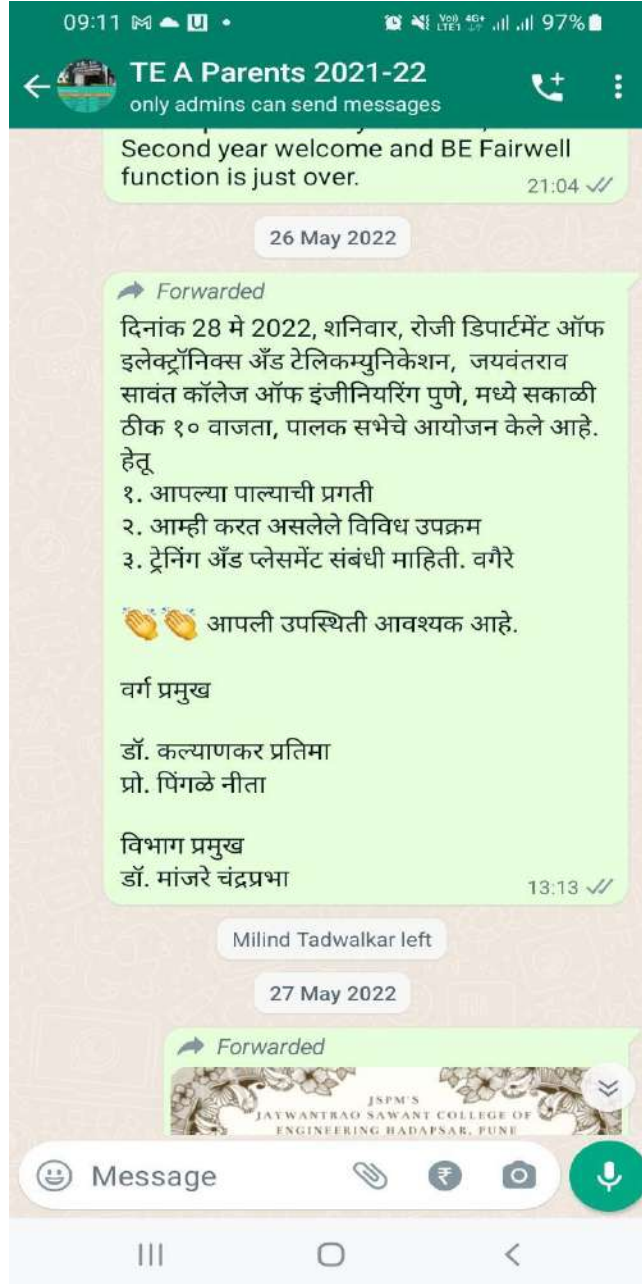 09:11
Voo)
LTE1
4G+
97%
TE A Parents 2021-22
only admins can send messages
Second year welcome and BE Fairwell
function is just over.
21:04
26 May 2022
Forwarded
दिनांक 28 मे 2022, शनिवार, रोजी डिपार्टमेंट ऑफ
इलेक्ट्रॉनिक्स अँड टेलिकम्युनिकेशन, जयवंतराव
सावंत कॉलेज ऑफ इंजीनियरिंग पुणे, मध्ये सकाळी
ठीक १० वाजता, पालक सभेचे आयोजन केले आहे.
हेतू
१. आपल्या पाल्याची प्रगती
२. आम्ही करत असलेले विविध उपक्रम
३. ट्रेनिंग अँड प्लेसमेंट संबंधी माहिती. वगैरे
👏👏 आपली उपस्थिती आवश्यक आहे.
वर्ग प्रमुख
डॉ. कल्याणकर प्रतिमा
प्रो. पिंगळे नीता
विभाग प्रमुख
डॉ. मांजरे चंद्रप्रभा
13:13
Milind Tadwalkar left
27 May 2022
Forwarded
JSPM'S
JAYWANTRAO SAWANT COLLEGE OF
ENGINEERING HADAPSAR, PUNE
Message